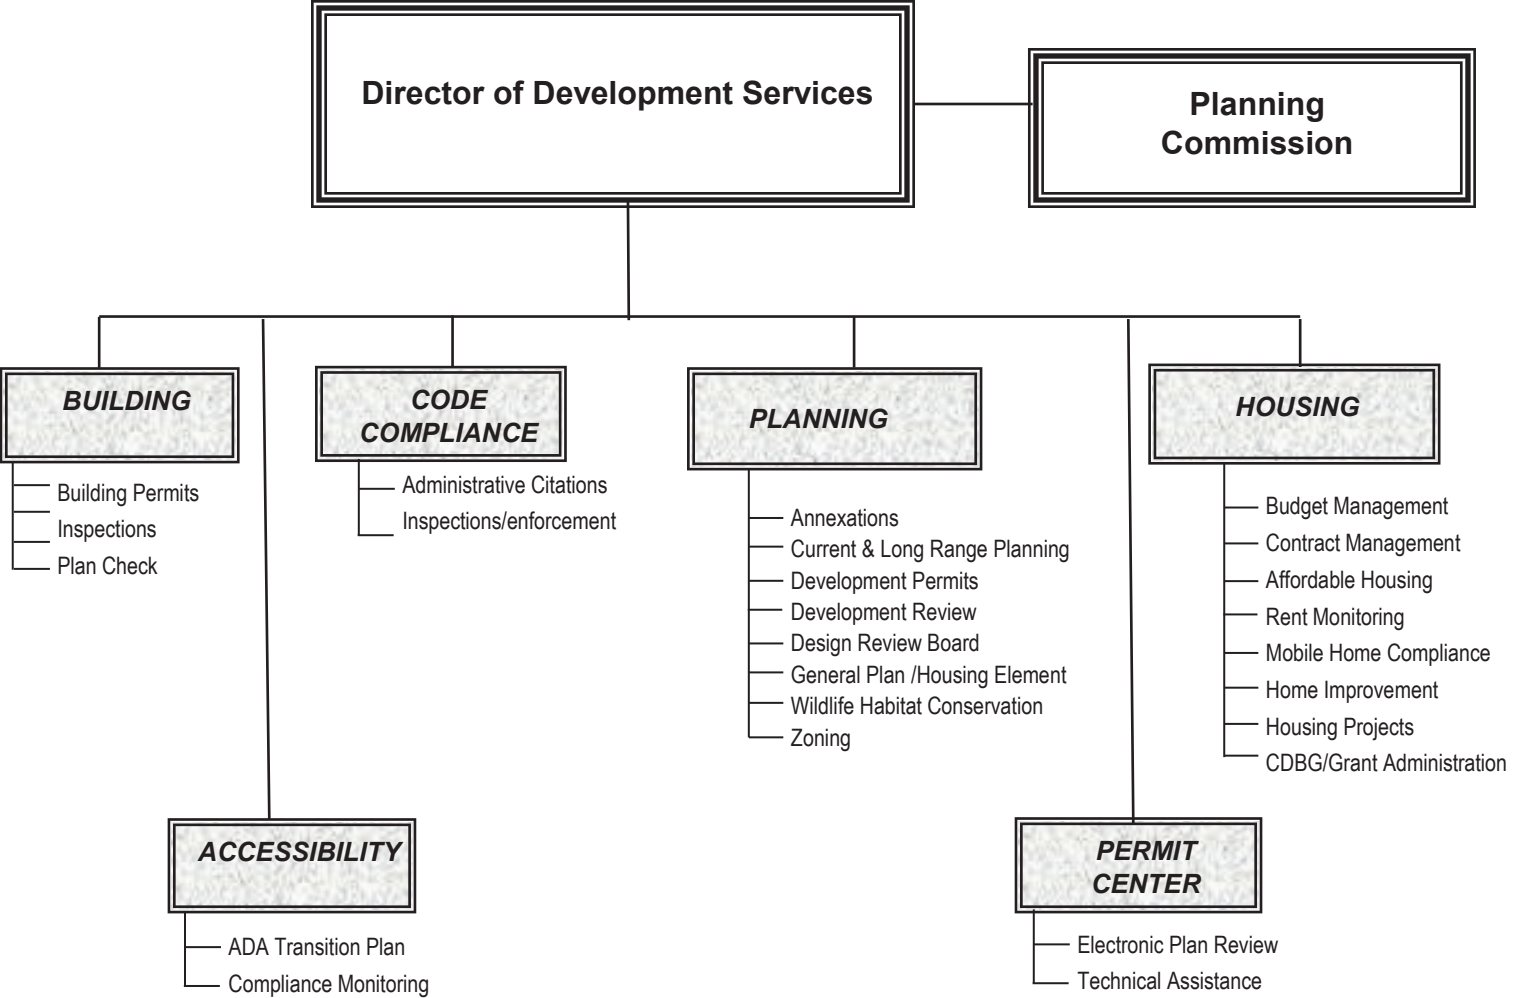 Director of Development Services
Planning
Commission
BUILDING
Building Permits
Inspections
Plan Check
CODE
COMPLIANCE
Administrative Citations
Inspections/enforcement
PLANNING
Annexations
Current & Long Range Planning
Development Permits
Development Review
Design Review Board
General Plan /Housing Element
Wildlife Habitat Conservation
Zoning
HOUSING
Budget Management
Contract Management
Affordable Housing
Rent Monitoring
Mobile Home Compliance
Home Improvement
Housing Projects
CDBG/Grant Administration
ACCESSIBILITY
ADA Transition Plan
Compliance Monitoring
PERMIT
CENTER
Electronic Plan Review
Technical Assistance